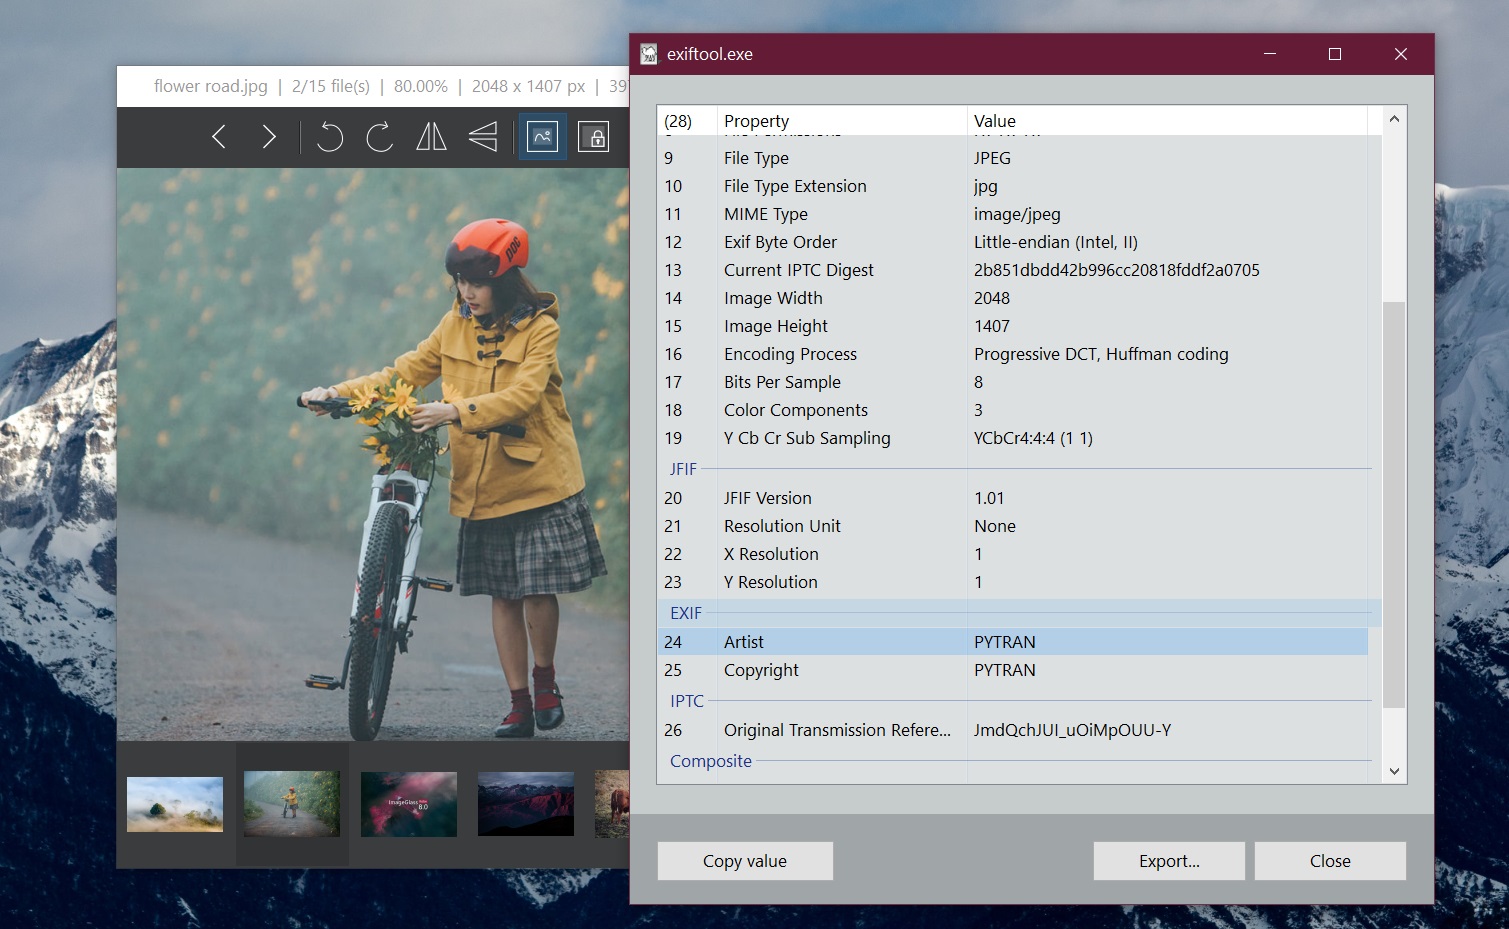 flower road.jpg | 2/15 file(s) | 80.00% | 2048 x 1407 px | 39
DOG
ImageGlass
8.0
exiftool.exe
(28) Property Value
9 File Type JPEG
10 File Type Extension jpg
11 MIME Type image/jpeg
12 Exif Byte Order Little-endian (Intel, II)
13 Current IPTC Digest 2b851dbdd42b996cc20818fddf2a0705
14 Image Width 2048
15 Image Height 1407
16 Encoding Process Progressive DCT, Huffman coding
17 Bits Per Sample 8
18 Color Components 3
19 Y Cb Cr Sub Sampling YCbCr4:4:4 (1 1)
JFIF
20 JFIF Version 1.01
21 Resolution Unit None
22 X Resolution 1
23 Y Resolution 1
EXIF
24 Artist PYTRAN
25 Copyright PYTRAN
IPTC
26 Original Transmission Refere... JmdQchJUI_uOiMpOUU-Y
Composite
Copy value
Export...
Close